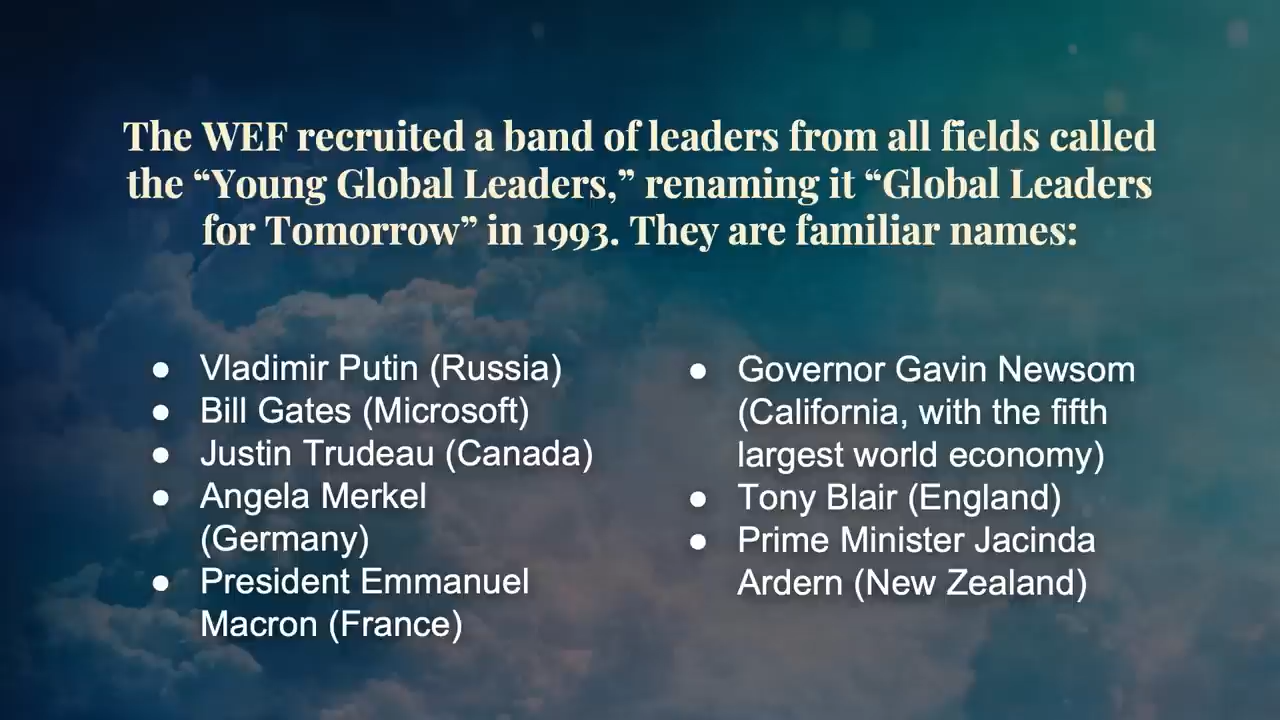 The WEF recruited a band of leaders from all fields called
the “Young Global Leaders,” renaming it “Global Leaders
for Tomorrow” in 1993. They are familiar names:
● Vladimir Putin (Russia)
● Bill Gates (Microsoft)
● Justin Trudeau (Canada)
● Angela Merkel
(Germany)
● President Emmanuel
Macron (France)
● Governor Gavin Newsom
(California, with the fifth
largest world economy)
● Tony Blair (England)
● Prime Minister Jacinda
Ardern (New Zealand)